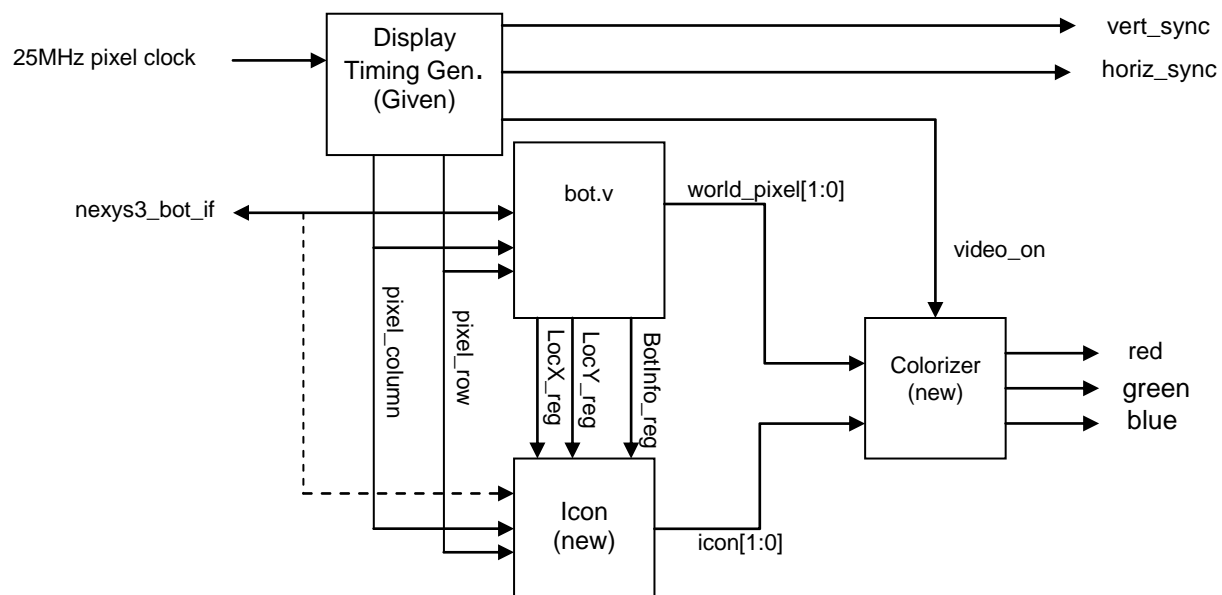 25MHz pixel clock
Display
Timing Gen.
(Given)
vert_sync
horiz_sync
nexys3_bot_if
bot.v
world_pixel[1:0]
video_on
pixel_column
pixel_row
LocX_reg
LocY_reg
BotInfo_reg
Colorizer
(new)
red
green
blue
Icon
(new)
icon[1:0]